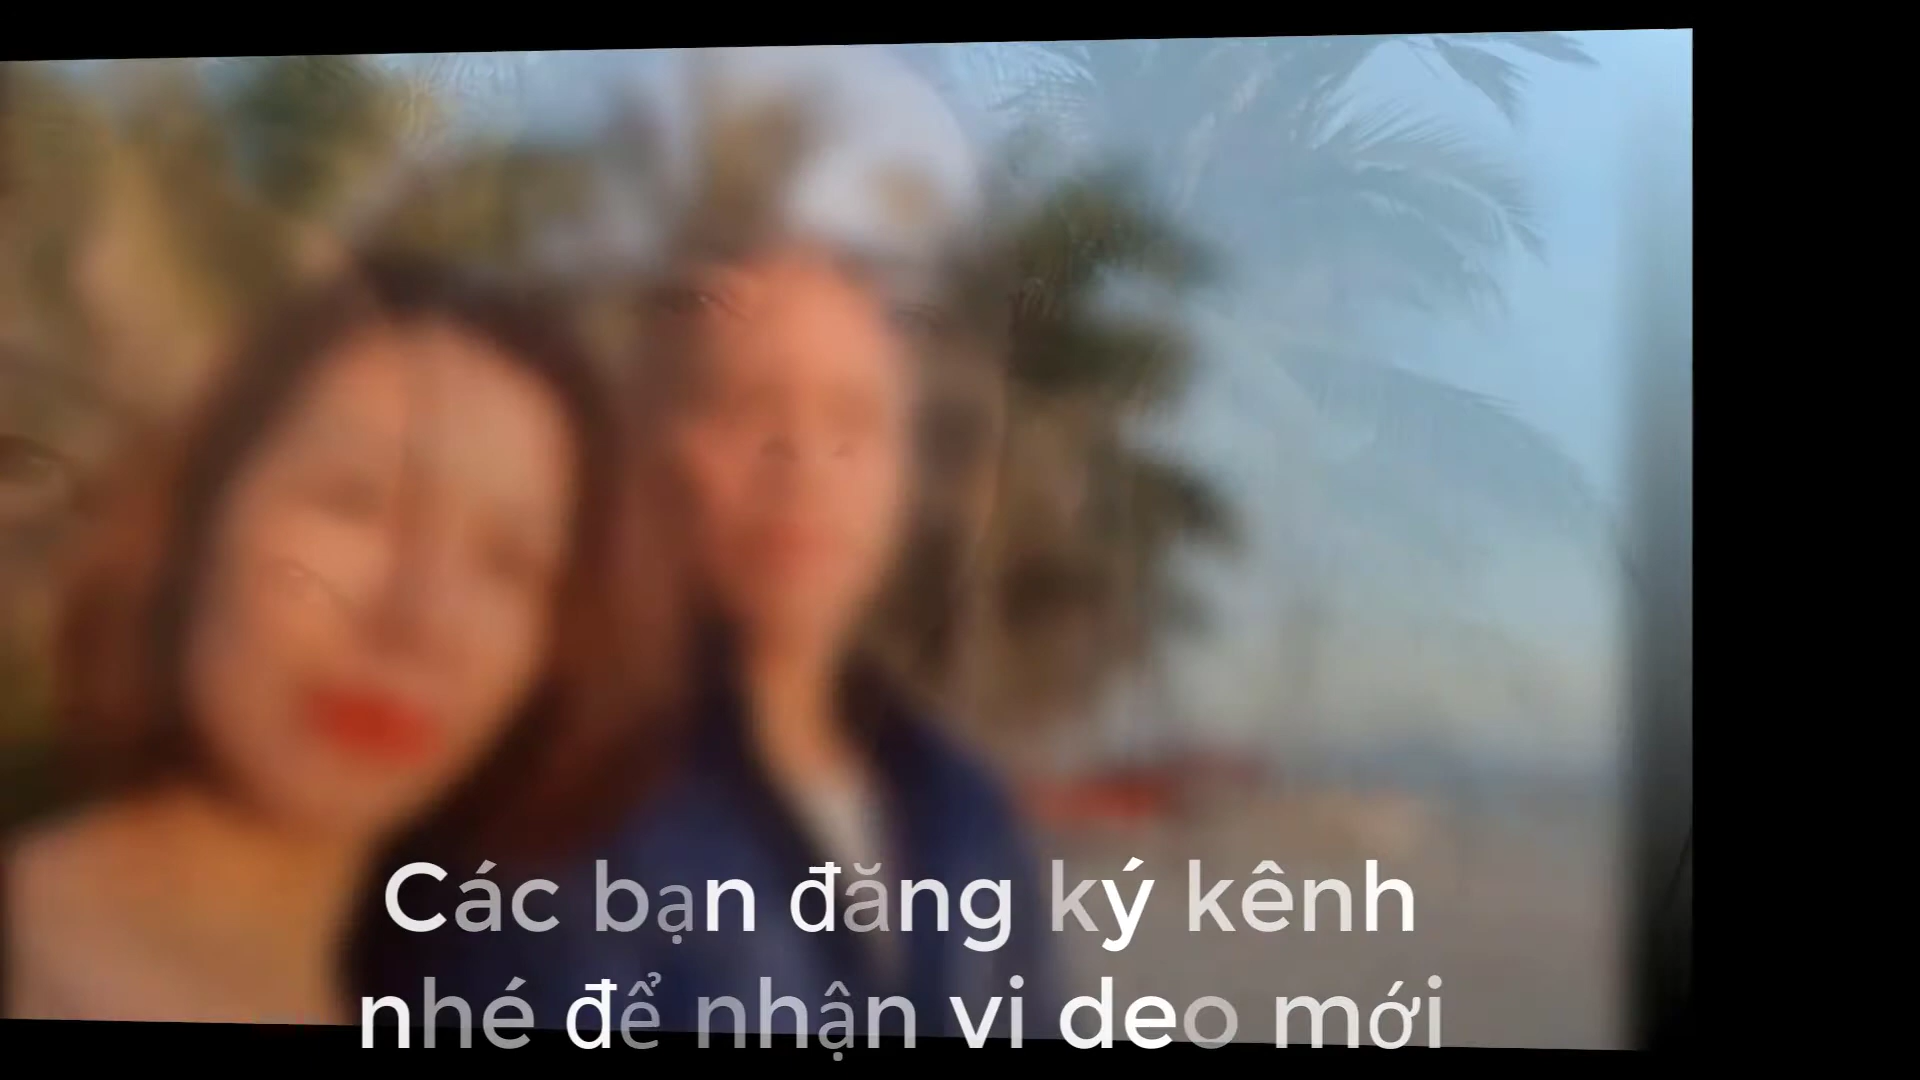 Các bạn đăng ký kênh
nhé để nhận vi deo mới